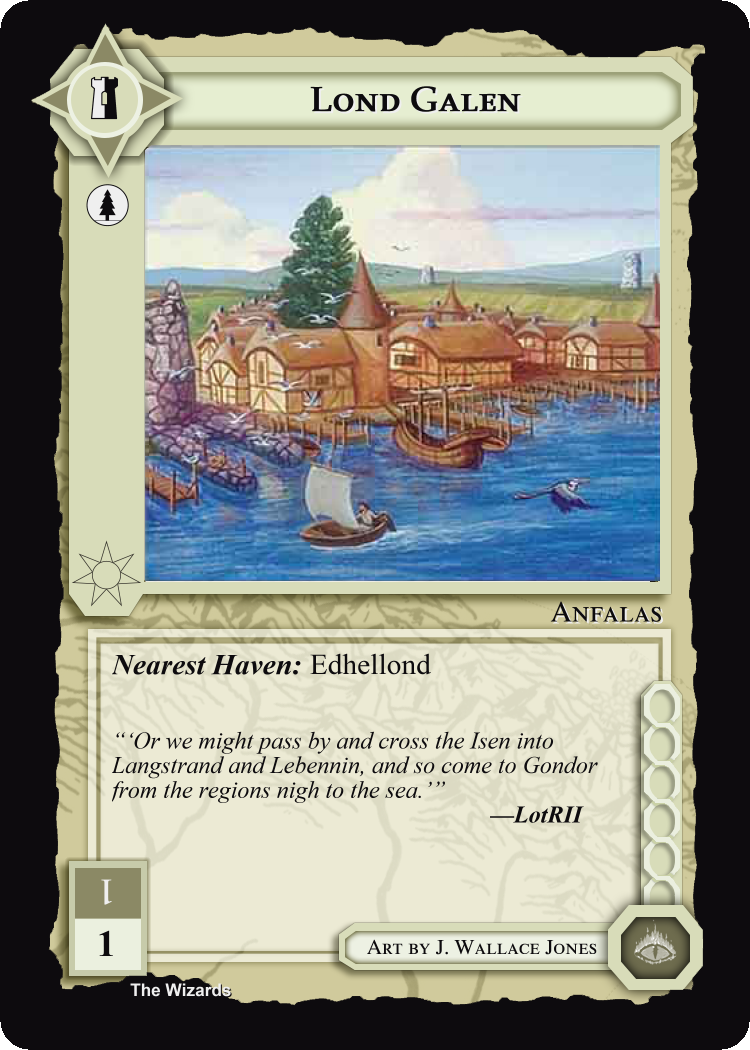 Lond Galen
Anfalas
Nearest Haven: Edhellond
“‘Or we might pass by and cross the Isen into
Langstrand and Lebennin, and so come to Gondor
from the regions nigh to the sea.’”
—LotRII
1
1
Art by J. Wallace Jones
The Wizards